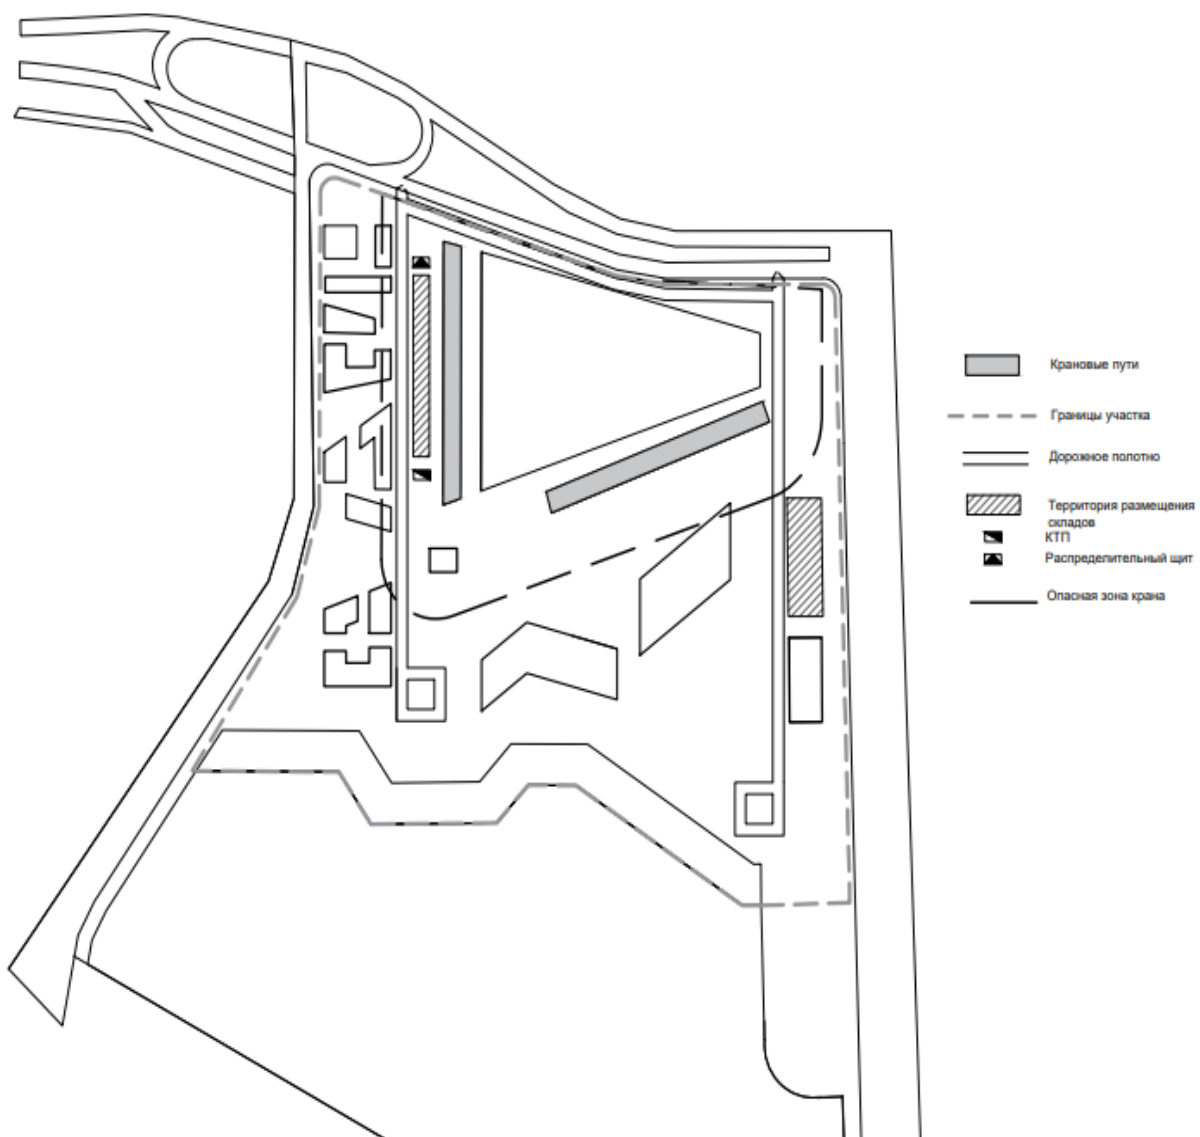 Крановые пути
Границы участка
Дорожное полотно
Территория размещения
складов
КТП
Распределительный щит
Опасная зона крана